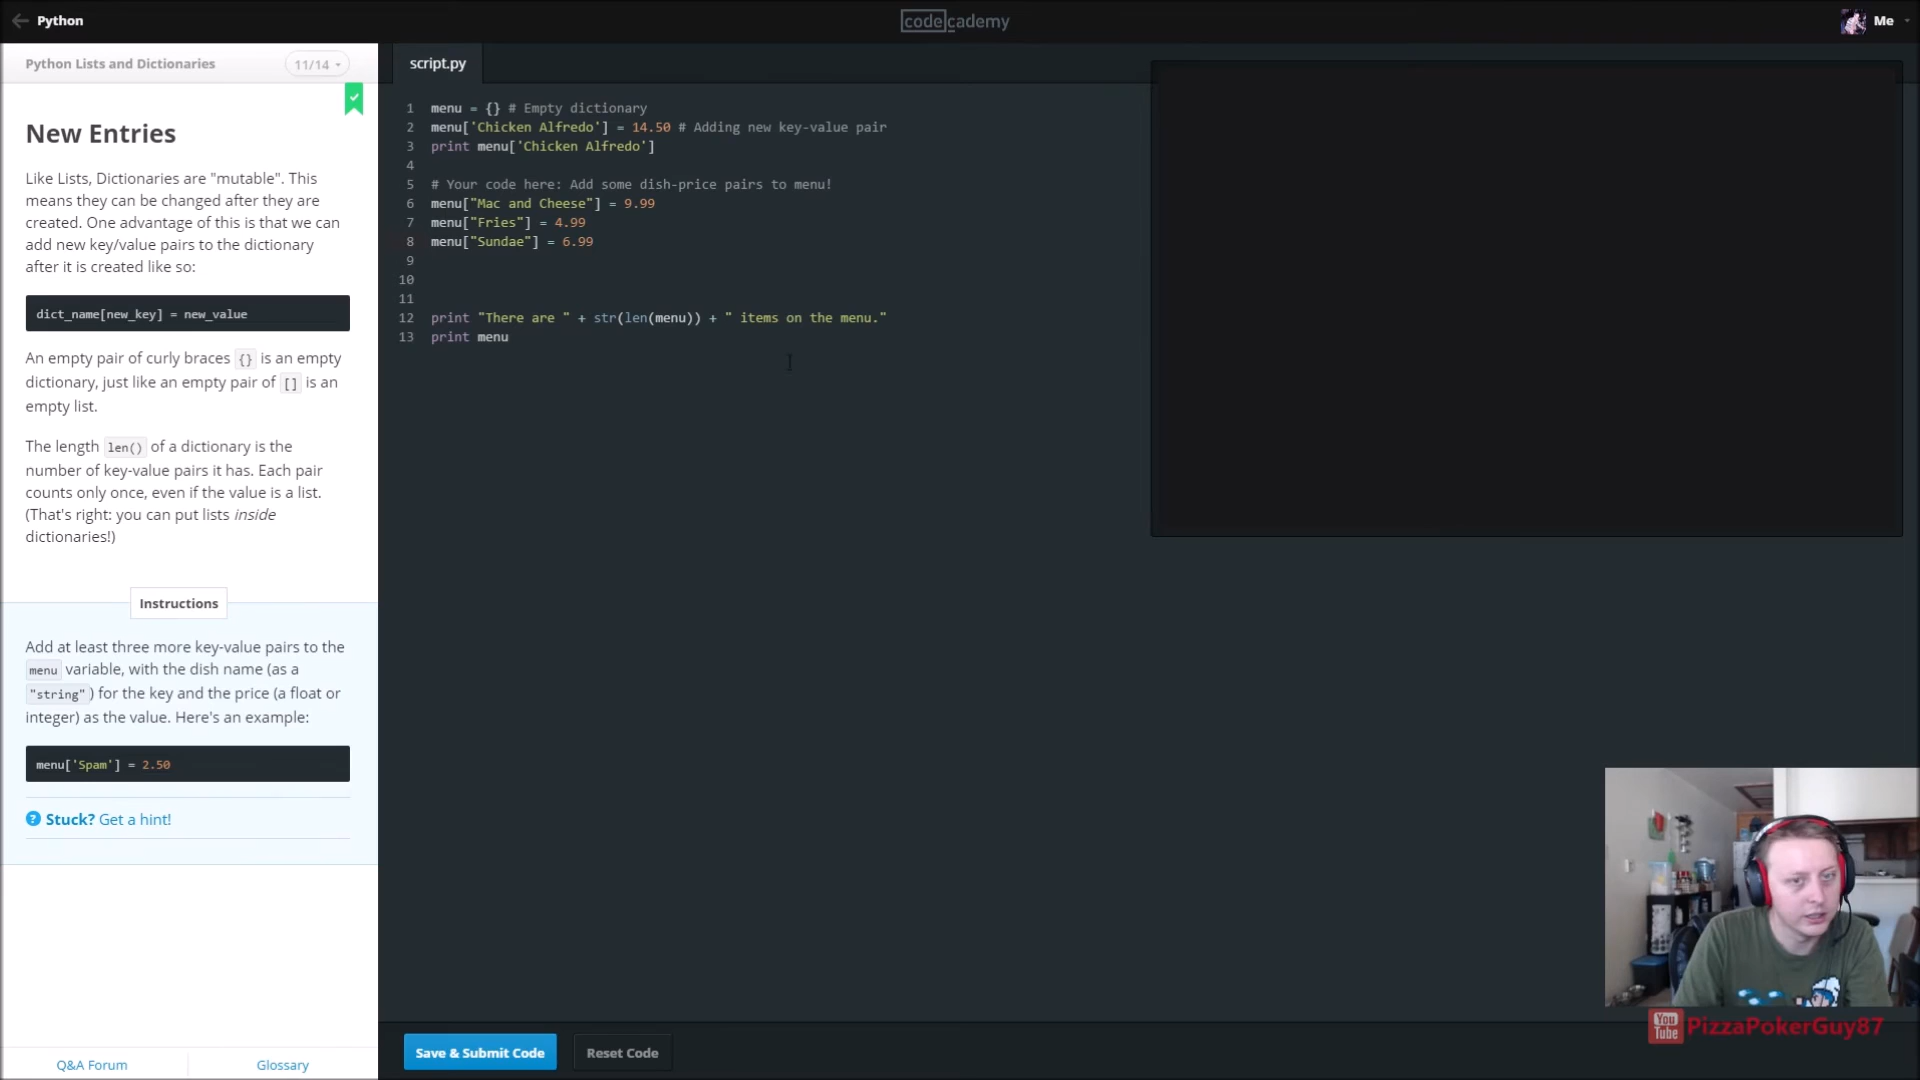 Python
codecademy
Me
Python Lists and Dictionaries
11/14
script.py
New Entries
Like Lists, Dictionaries are "mutable". This
means they can be changed after they are
created. One advantage of this is that we can
add new key/value pairs to the dictionary
after it is created like so:
dict_name[new_key] = new_value
An empty pair of curly braces {} is an empty
dictionary, just like an empty pair of [] is an
empty list.
The length len() of a dictionary is the
number of key-value pairs it has. Each pair
counts only once, even if the value is a list.
(That's right: you can put lists inside
dictionaries!)
Instructions
Add at least three more key-value pairs to the
menu variable, with the dish name (as a
"string") for the key and the price (a float or
integer) as the value. Here's an example:
menu['Spam'] = 2.50
? Stuck? Get a hint!
Q&A Forum
Glossary
1 menu = {} # Empty dictionary
2 menu['Chicken Alfredo'] = 14.50 # Adding new key-value pair
3 print menu['Chicken Alfredo']
4
5 # Your code here: Add some dish-price pairs to menu!
6 menu["Mac and Cheese"] = 9.99
7 menu["Fries"] = 4.99
8 menu["Sundae"] = 6.99
9
10
11
12 print "There are " + str(len(menu)) + " items on the menu."
13 print menu
Save & Submit Code
Reset Code
You
Tube
PizzaPokerGuy87